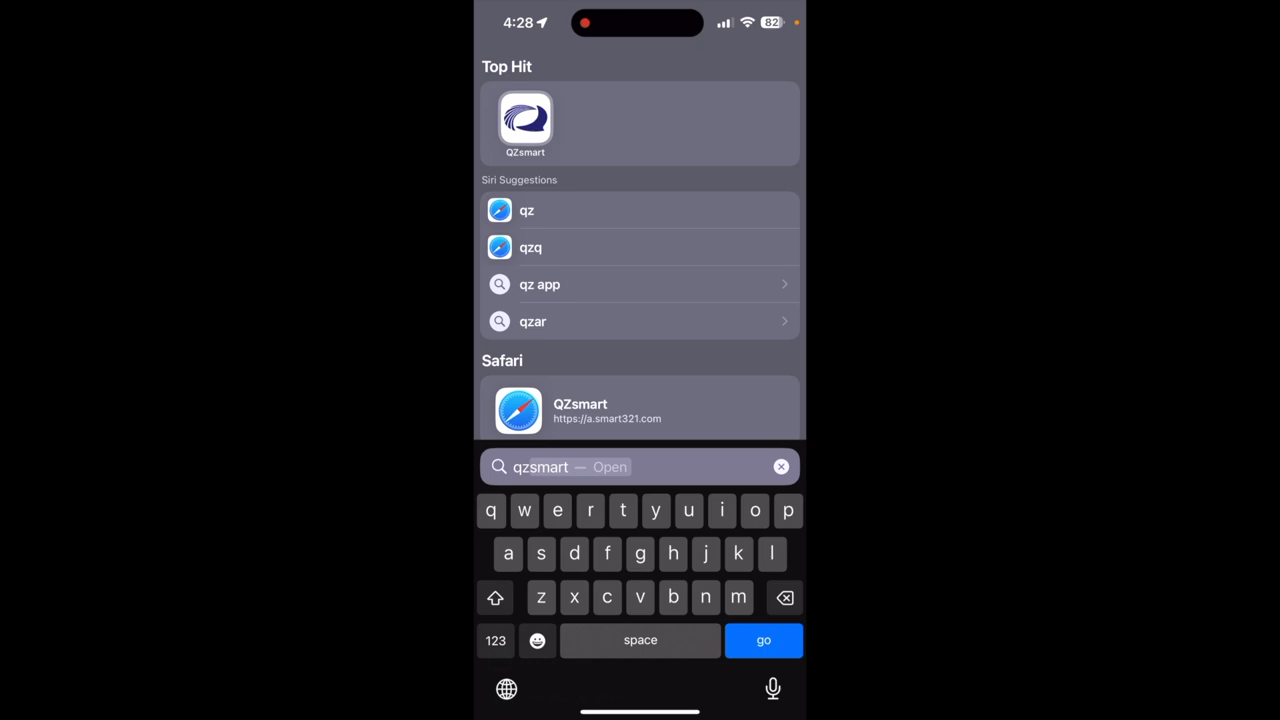 4:28
82
Top Hit
QZsmart
Siri Suggestions
qz
qzq
qz app
qzar
Safari
QZsmart
https://a.smart321.com
qzsmart — Open
q w e r t y u i o p
a s d f g h j k l
z x c v b n m
123 space go